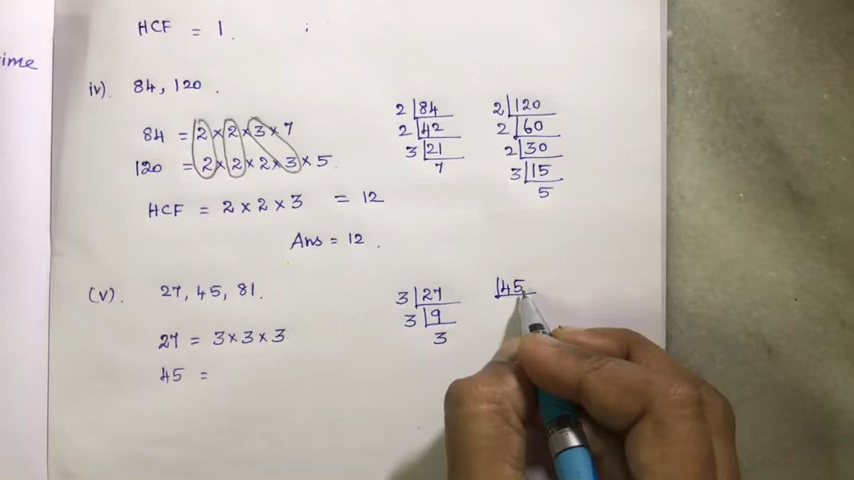 HCF = 1.
ime
iv). 84, 120.
84 = 2 × 2 × 3 × 7
120 = 2 × 2 × 2 × 3 × 5
HCF = 2 × 2 × 3 = 12
Ans = 12.
2 | 84
2 | 42
3 | 21
7
2 | 120
2 | 60
2 | 30
3 | 15
5
(v). 27, 45, 81.
27 = 3 × 3 × 3
45 =
3 | 27
3 | 9
3
| 45